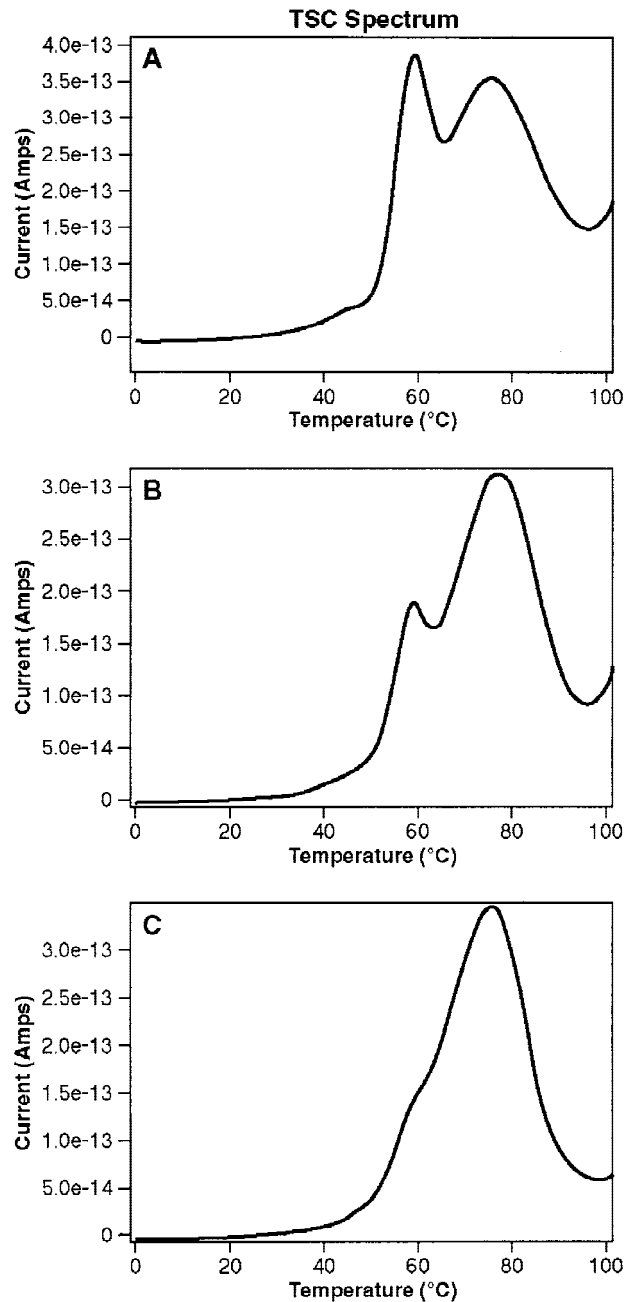 TSC Spectrum
A
Current (Amps)
4.0e-13
3.5e-13
3.0e-13
2.5e-13
2.0e-13
1.5e-13
1.0e-13
5.0e-14
0
0 20 40 60 80 100
Temperature (°C)
B
Current (Amps)
3.0e-13
2.5e-13
2.0e-13
1.5e-13
1.0e-13
5.0e-14
0
0 20 40 60 80 100
Temperature (°C)
C
Current (Amps)
3.0e-13
2.5e-13
2.0e-13
1.5e-13
1.0e-13
5.0e-14
0
0 20 40 60 80 100
Temperature (°C)